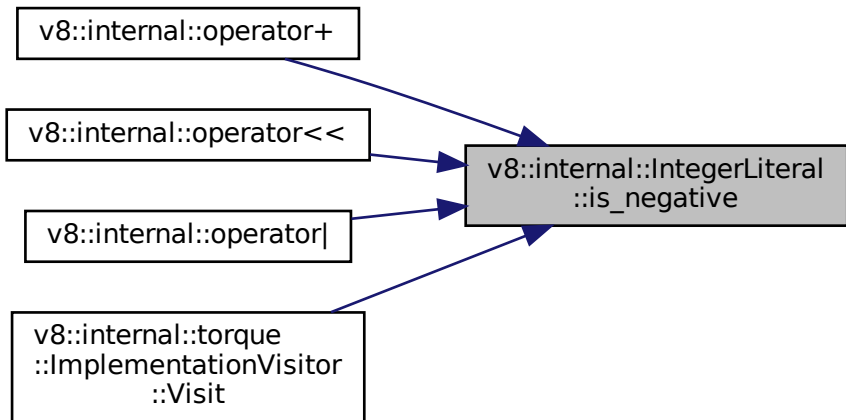 v8::internal::operator+
v8::internal::operator<<
v8::internal::IntegerLiteral
::is_negative
v8::internal::operator|
v8::internal::torque
::ImplementationVisitor
::Visit